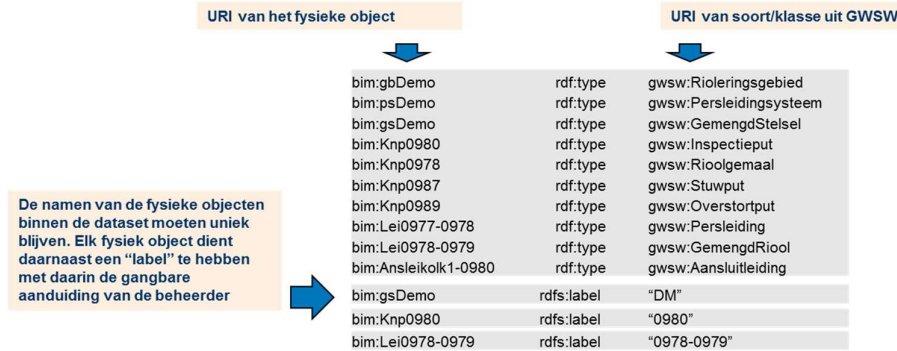 URI van het fysieke object
URI van soort/klasse uit GWSW
bim:gbDemo rdf:type gwsw:Rioleringsgebied
bim:psDemo rdf:type gwsw:Persleidingsysteem
bim:gsDemo rdf:type gwsw:GemengdStelsel
bim:Knp0980 rdf:type gwsw:Inspectieput
bim:Knp0978 rdf:type gwsw:Rioolgemaal
bim:Knp0987 rdf:type gwsw:Stuwput
bim:Knp0989 rdf:type gwsw:Overstortput
bim:Lei0977-0978 rdf:type gwsw:Persleiding
bim:Lei0978-0979 rdf:type gwsw:GemengdRiool
bim:Ansleikolk1-0980 rdf:type gwsw:Aansluitleiding
De namen van de fysieke objecten
binnen de dataset moeten uniek
blijven. Elk fysiek object dient
daarnaast een “label” te hebben
met daarin de gangbare
aanduiding van de beheerder
bim:gsDemo rdfs:label “DM”
bim:Knp0980 rdfs:label “0980”
bim:Lei0978-0979 rdfs:label “0978-0979”